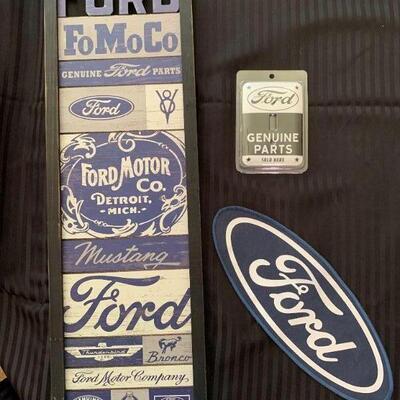 FORD
FoMoCo
GENUINE Ford PARTS
Ford V8
FORD MOTOR
Co.
DETROIT,
- MICH. -
Mustang
Ford
Thunderbird Bronco
Ford Motor Company
Ford
GENUINE
PARTS
SOLD HERE
Ford